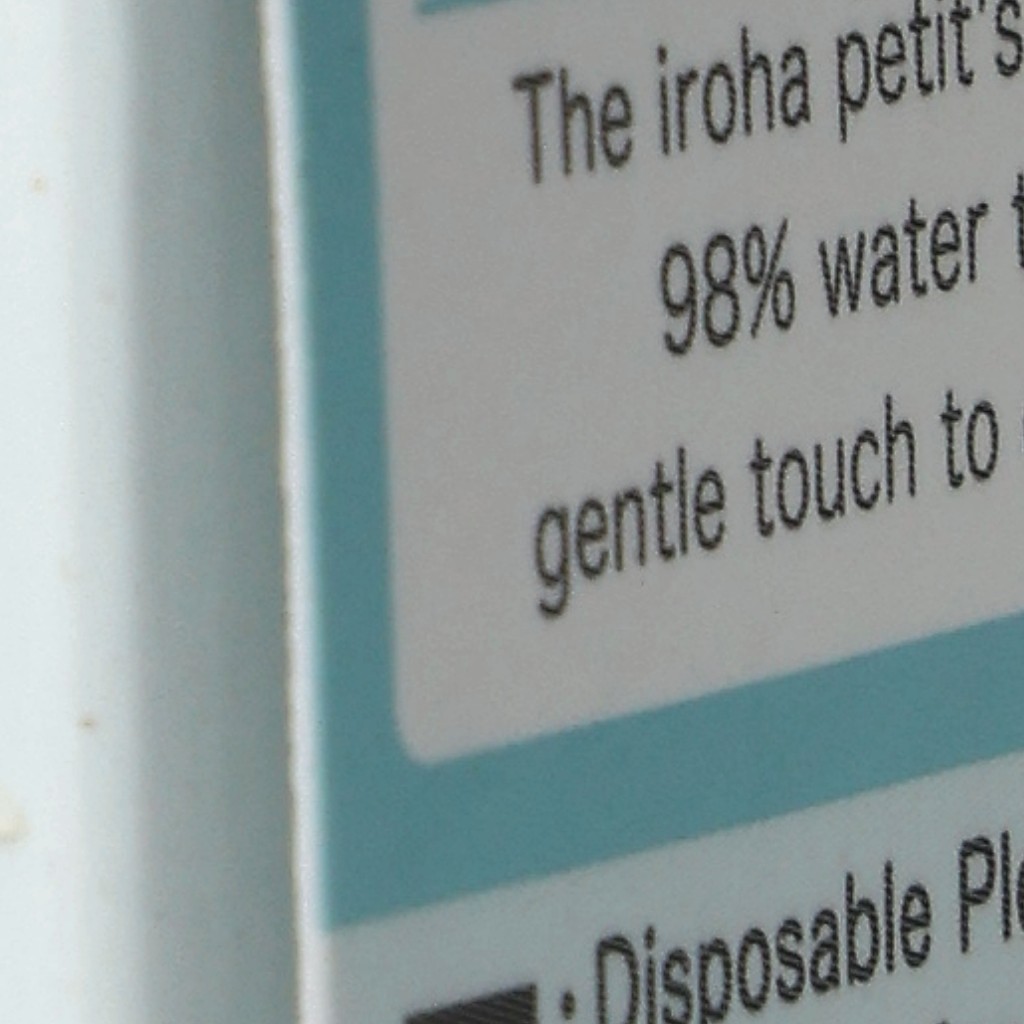 The iroha petit's
98% water
gentle touch to
· Disposable